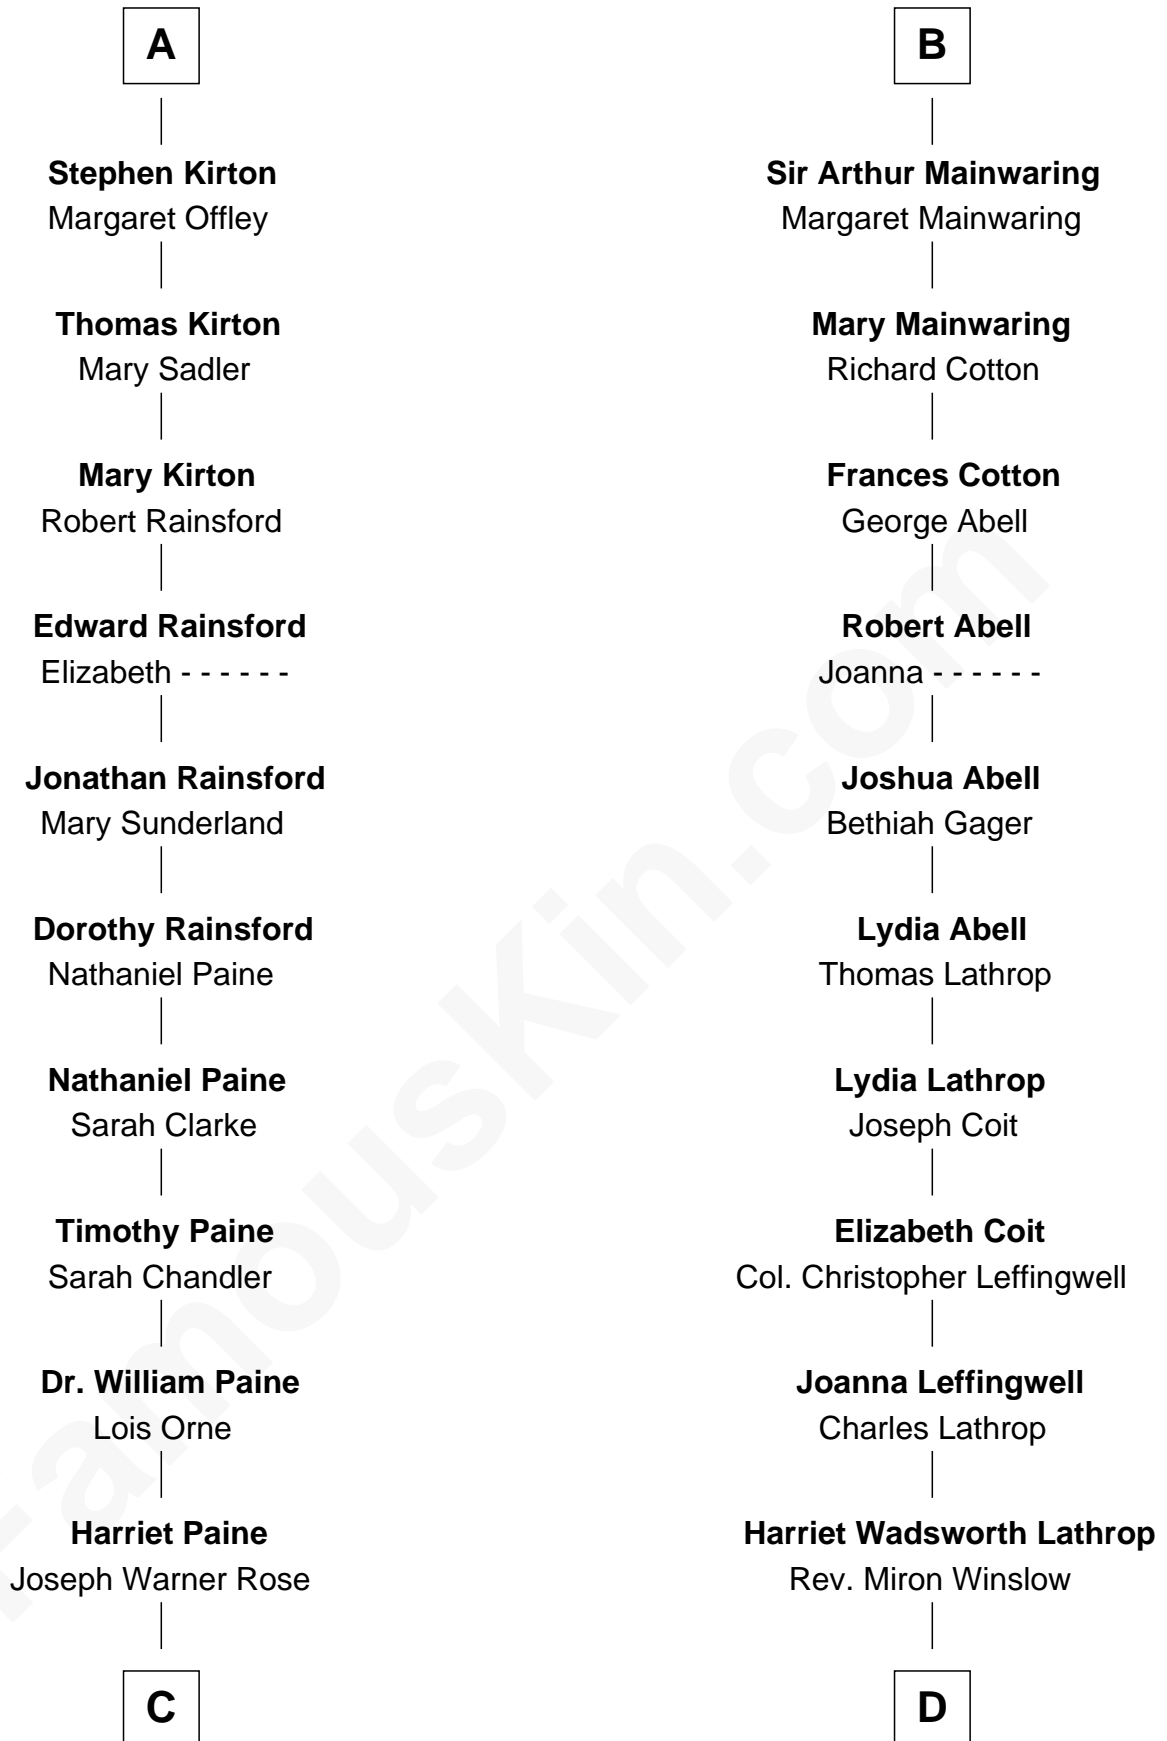 A
Stephen Kirton
Margaret Offley
Thomas Kirton
Mary Sadler
Mary Kirton
Robert Rainsford
Edward Rainsford
Elizabeth - - - - - -
Jonathan Rainsford
Mary Sunderland
Dorothy Rainsford
Nathaniel Paine
Nathaniel Paine
Sarah Clarke
Timothy Paine
Sarah Chandler
Dr. William Paine
Lois Orne
Harriet Paine
Joseph Warner Rose
C
B
Sir Arthur Mainwaring
Margaret Mainwaring
Mary Mainwaring
Richard Cotton
Frances Cotton
George Abell
Robert Abell
Joanna - - - - - -
Joshua Abell
Bethiah Gager
Lydia Abell
Thomas Lathrop
Lydia Lathrop
Joseph Coit
Elizabeth Coit
Col. Christopher Leffingwell
Joanna Leffingwell
Charles Lathrop
Harriet Wadsworth Lathrop
Rev. Miron Winslow
D
FamousKin.com